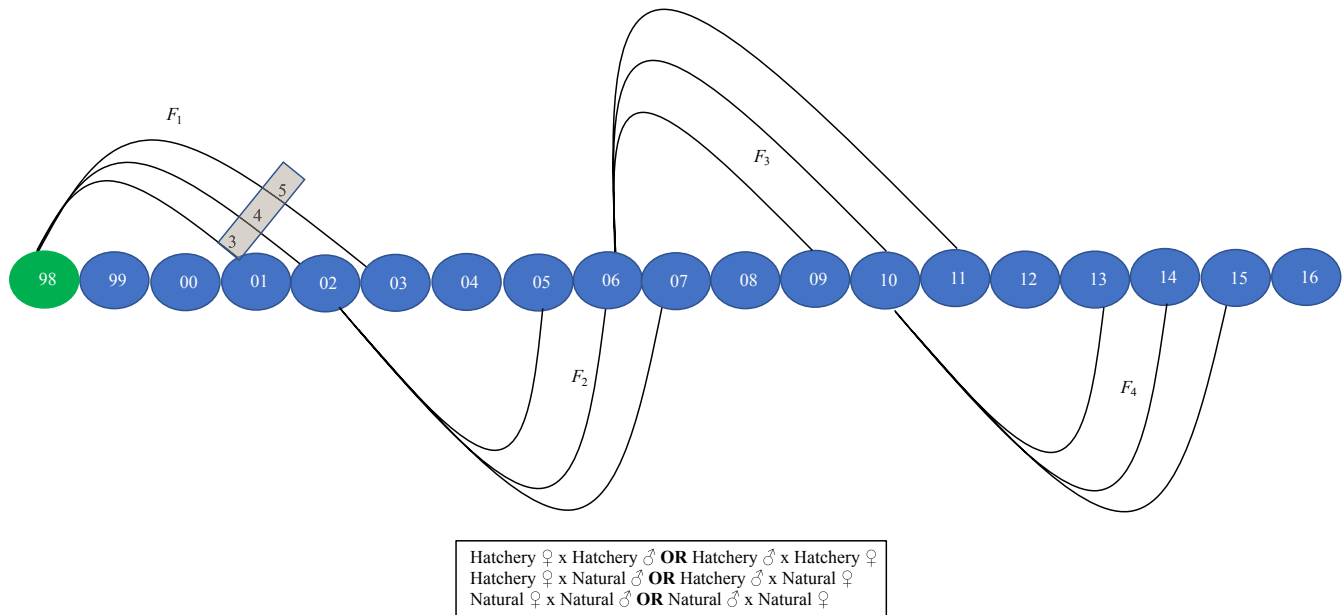 F₁
5
4
3
F₃
98 99 00 01 02 03 04 05 06 07 08 09 10 11 12 13 14 15 16
F₂
F₄
Hatchery ♀ x Hatchery ♂ OR Hatchery ♂ x Hatchery ♀
Hatchery ♀ x Natural ♂ OR Hatchery ♂ x Natural ♀
Natural ♀ x Natural ♂ OR Natural ♂ x Natural ♀